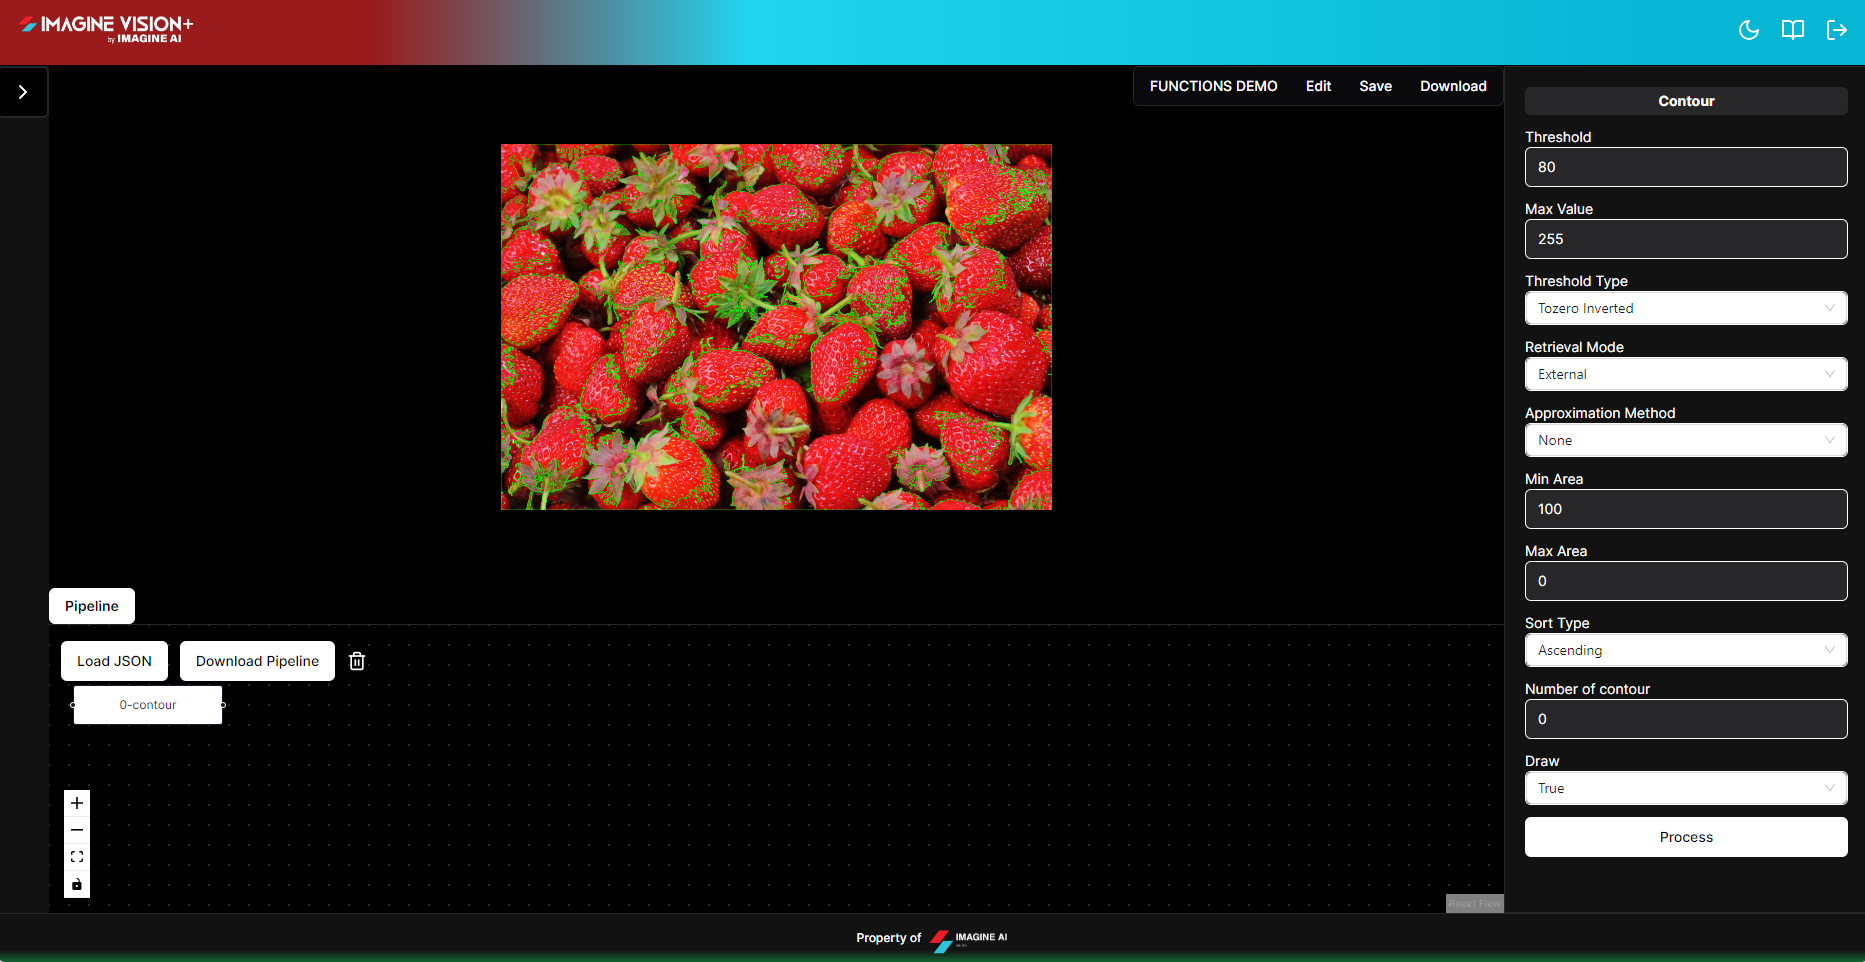 IMAGINE VISION+
by IMAGINE AI
FUNCTIONS DEMO Edit Save Download
Contour
Threshold
80
Max Value
255
Threshold Type
Tozero Inverted
Retrieval Mode
External
Approximation Method
None
Min Area
100
Max Area
0
Sort Type
Ascending
Number of contour
0
Draw
True
Process
Pipeline
Load JSON Download Pipeline
0-contour
React Flow
Property of IMAGINE AI